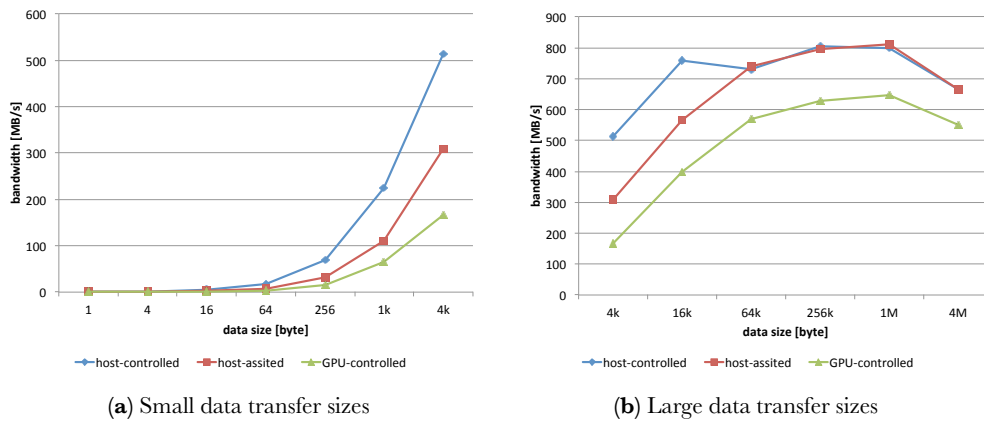 600
500
400
300
200
100
0
bandwidth [MB/s]
1 4 16 64 256 1k 4k
data size [byte]
host-controlled host-assited GPU-controlled
(a) Small data transfer sizes
900
800
700
600
500
400
300
200
100
0
bandwidth [MB/s]
4k 16k 64k 256k 1M 4M
data size [byte]
host-controlled host-assited GPU-controlled
(b) Large data transfer sizes